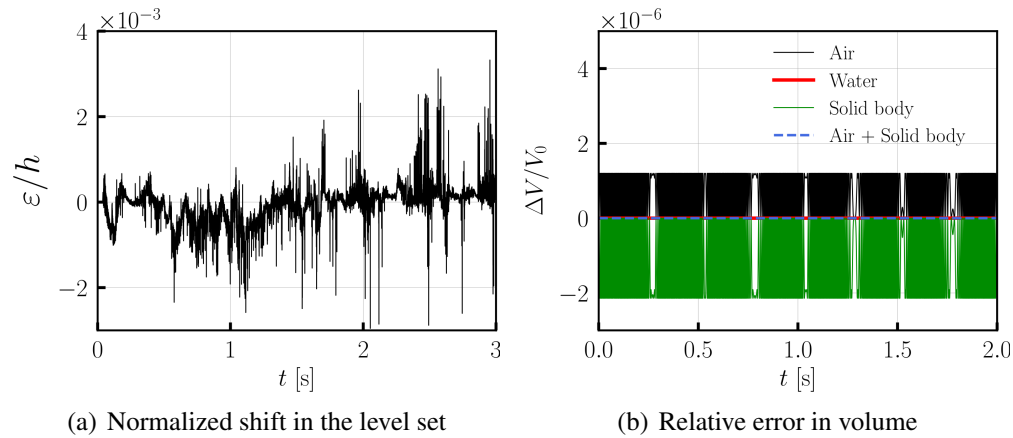 ×10⁻³
4
2
0
−2
ε/h
0
1
2
3
t [s]
(a) Normalized shift in the level set
×10⁻⁶
4
2
0
−2
ΔV/V₀
Air
Water
Solid body
Air + Solid body
0.0
0.5
1.0
1.5
2.0
t [s]
(b) Relative error in volume